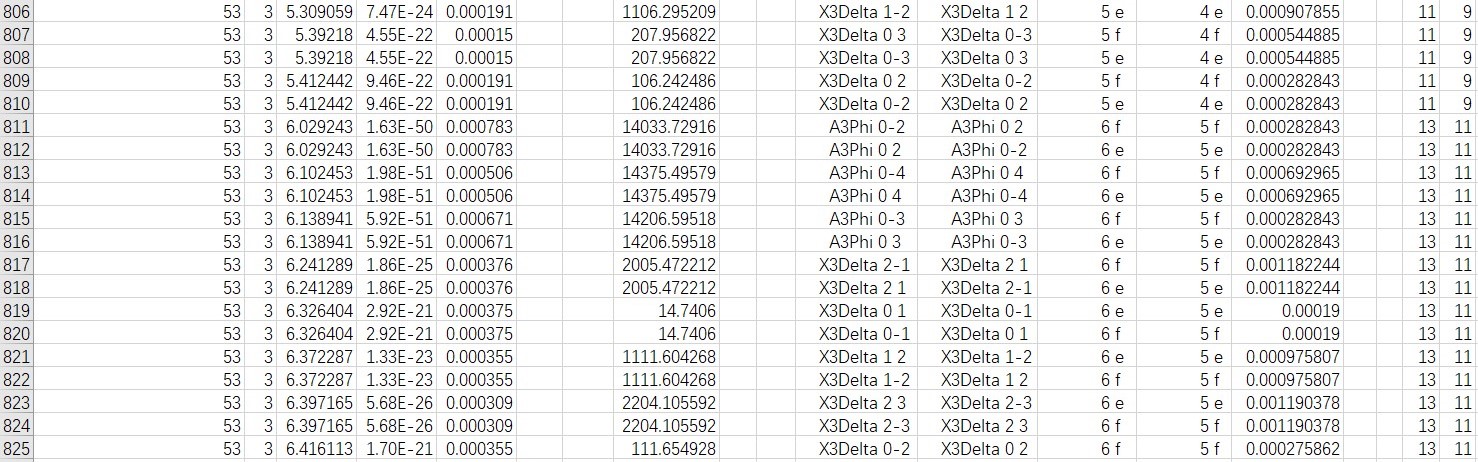 806 53 3 5.309059 7.47E-24 0.000191 1106.295209 X3Delta 1-2 X3Delta 1 2 5 e 4 e 0.000907855 11 9
807 53 3 5.39218 4.55E-22 0.00015 207.956822 X3Delta 0 3 X3Delta 0-3 5 f 4 f 0.000544885 11 9
808 53 3 5.39218 4.55E-22 0.00015 207.956822 X3Delta 0-3 X3Delta 0 3 5 e 4 e 0.000544885 11 9
809 53 3 5.412442 9.46E-22 0.000191 106.242486 X3Delta 0 2 X3Delta 0-2 5 f 4 f 0.000282843 11 9
810 53 3 5.412442 9.46E-22 0.000191 106.242486 X3Delta 0-2 X3Delta 0 2 5 e 4 e 0.000282843 11 9
811 53 3 6.029243 1.63E-50 0.000783 14033.72916 A3Phi 0-2 A3Phi 0 2 6 f 5 f 0.000282843 13 11
812 53 3 6.029243 1.63E-50 0.000783 14033.72916 A3Phi 0 2 A3Phi 0-2 6 e 5 e 0.000282843 13 11
813 53 3 6.102453 1.98E-51 0.000506 14375.49579 A3Phi 0-4 A3Phi 0 4 6 f 5 f 0.000692965 13 11
814 53 3 6.102453 1.98E-51 0.000506 14375.49579 A3Phi 0 4 A3Phi 0-4 6 e 5 e 0.000692965 13 11
815 53 3 6.138941 5.92E-51 0.000671 14206.59518 A3Phi 0-3 A3Phi 0 3 6 f 5 f 0.000282843 13 11
816 53 3 6.138941 5.92E-51 0.000671 14206.59518 A3Phi 0 3 A3Phi 0-3 6 e 5 e 0.000282843 13 11
817 53 3 6.241289 1.86E-25 0.000376 2005.472212 X3Delta 2-1 X3Delta 2 1 6 f 5 f 0.001182244 13 11
818 53 3 6.241289 1.86E-25 0.000376 2005.472212 X3Delta 2 1 X3Delta 2-1 6 e 5 e 0.001182244 13 11
819 53 3 6.326404 2.92E-21 0.000375 14.7406 X3Delta 0 1 X3Delta 0-1 6 e 5 e 0.00019 13 11
820 53 3 6.326404 2.92E-21 0.000375 14.7406 X3Delta 0-1 X3Delta 0 1 6 f 5 f 0.00019 13 11
821 53 3 6.372287 1.33E-23 0.000355 1111.604268 X3Delta 1 2 X3Delta 1-2 6 e 5 e 0.000975807 13 11
822 53 3 6.372287 1.33E-23 0.000355 1111.604268 X3Delta 1-2 X3Delta 1 2 6 f 5 f 0.000975807 13 11
823 53 3 6.397165 5.68E-26 0.000309 2204.105592 X3Delta 2 3 X3Delta 2-3 6 e 5 e 0.001190378 13 11
824 53 3 6.397165 5.68E-26 0.000309 2204.105592 X3Delta 2-3 X3Delta 2 3 6 f 5 f 0.001190378 13 11
825 53 3 6.416113 1.70E-21 0.000355 111.654928 X3Delta 0-2 X3Delta 0 2 6 f 5 f 0.000275862 13 11